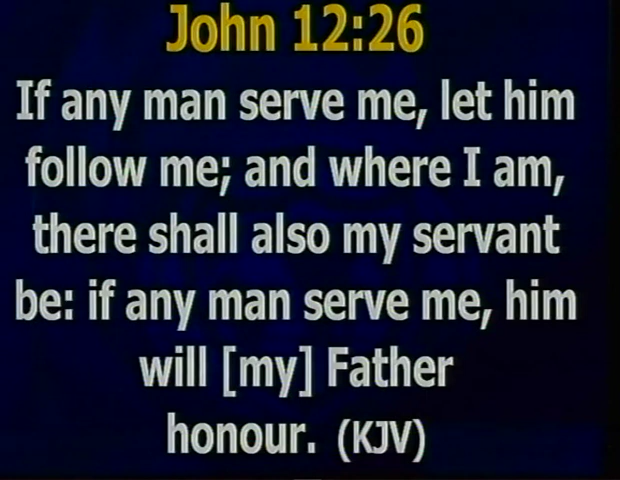 John 12:26
If any man serve me, let him
follow me; and where I am,
there shall also my servant
be: if any man serve me, him
will [my] Father
honour. (KJV)